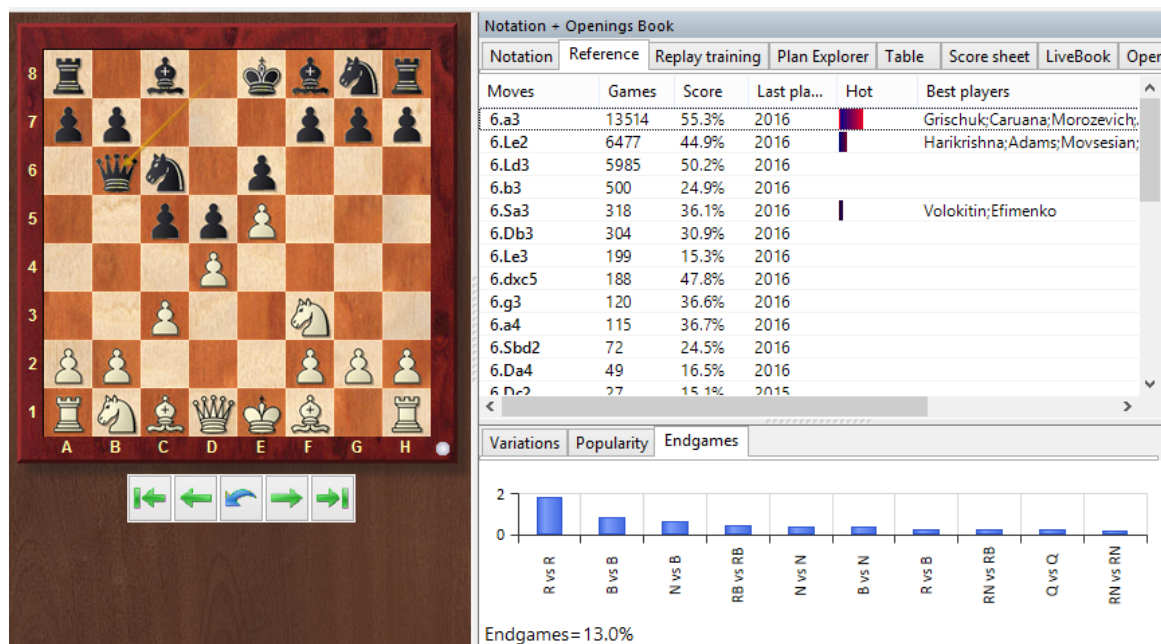 Notation + Openings Book
Notation Reference Replay training Plan Explorer Table Score sheet LiveBook Oper
Moves Games Score Last pla... Hot Best players
6.a3 13514 55.3% 2016 Grischuk;Caruana;Morozevich;.
6.Le2 6477 44.9% 2016 Harikrishna;Adams;Movsesian;
6.Ld3 5985 50.2% 2016
6.b3 500 24.9% 2016
6.Sa3 318 36.1% 2016 Volokitin;Efimenko
6.Db3 304 30.9% 2016
6.Le3 199 15.3% 2016
6.dxc5 188 47.8% 2016
6.g3 120 36.6% 2016
6.a4 115 36.7% 2016
6.Sbd2 72 24.5% 2016
6.Da4 49 16.5% 2016
6.Dc2 27 15.1% 2015
8
7
6
5
4
3
2
1
A B C D E F G H
Variations Popularity Endgames
2
0
R vs R
B vs B
N vs B
RB vs RB
N vs N
B vs N
R vs B
RN vs RB
Q vs Q
RN vs RN
Endgames=13.0%